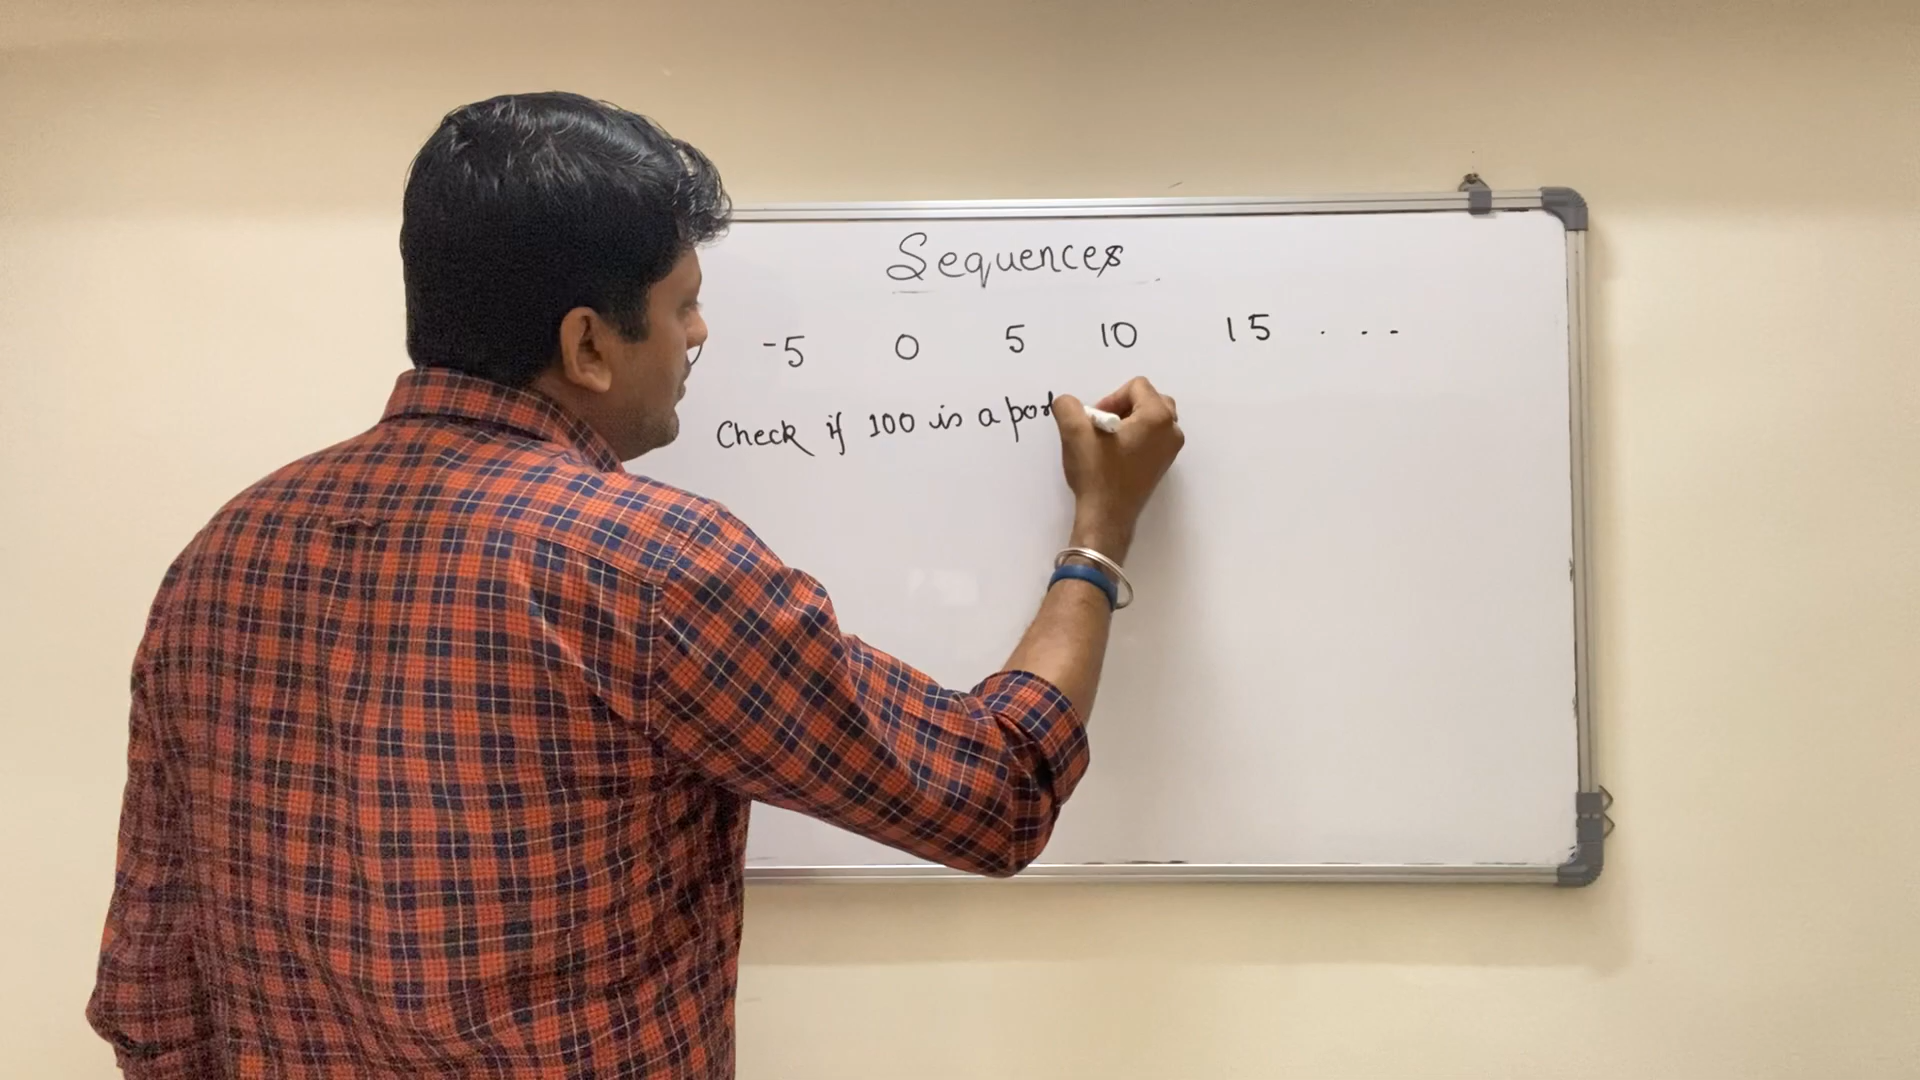 Sequences
-5 0 5 10 15 . . .
Check if 100 is a